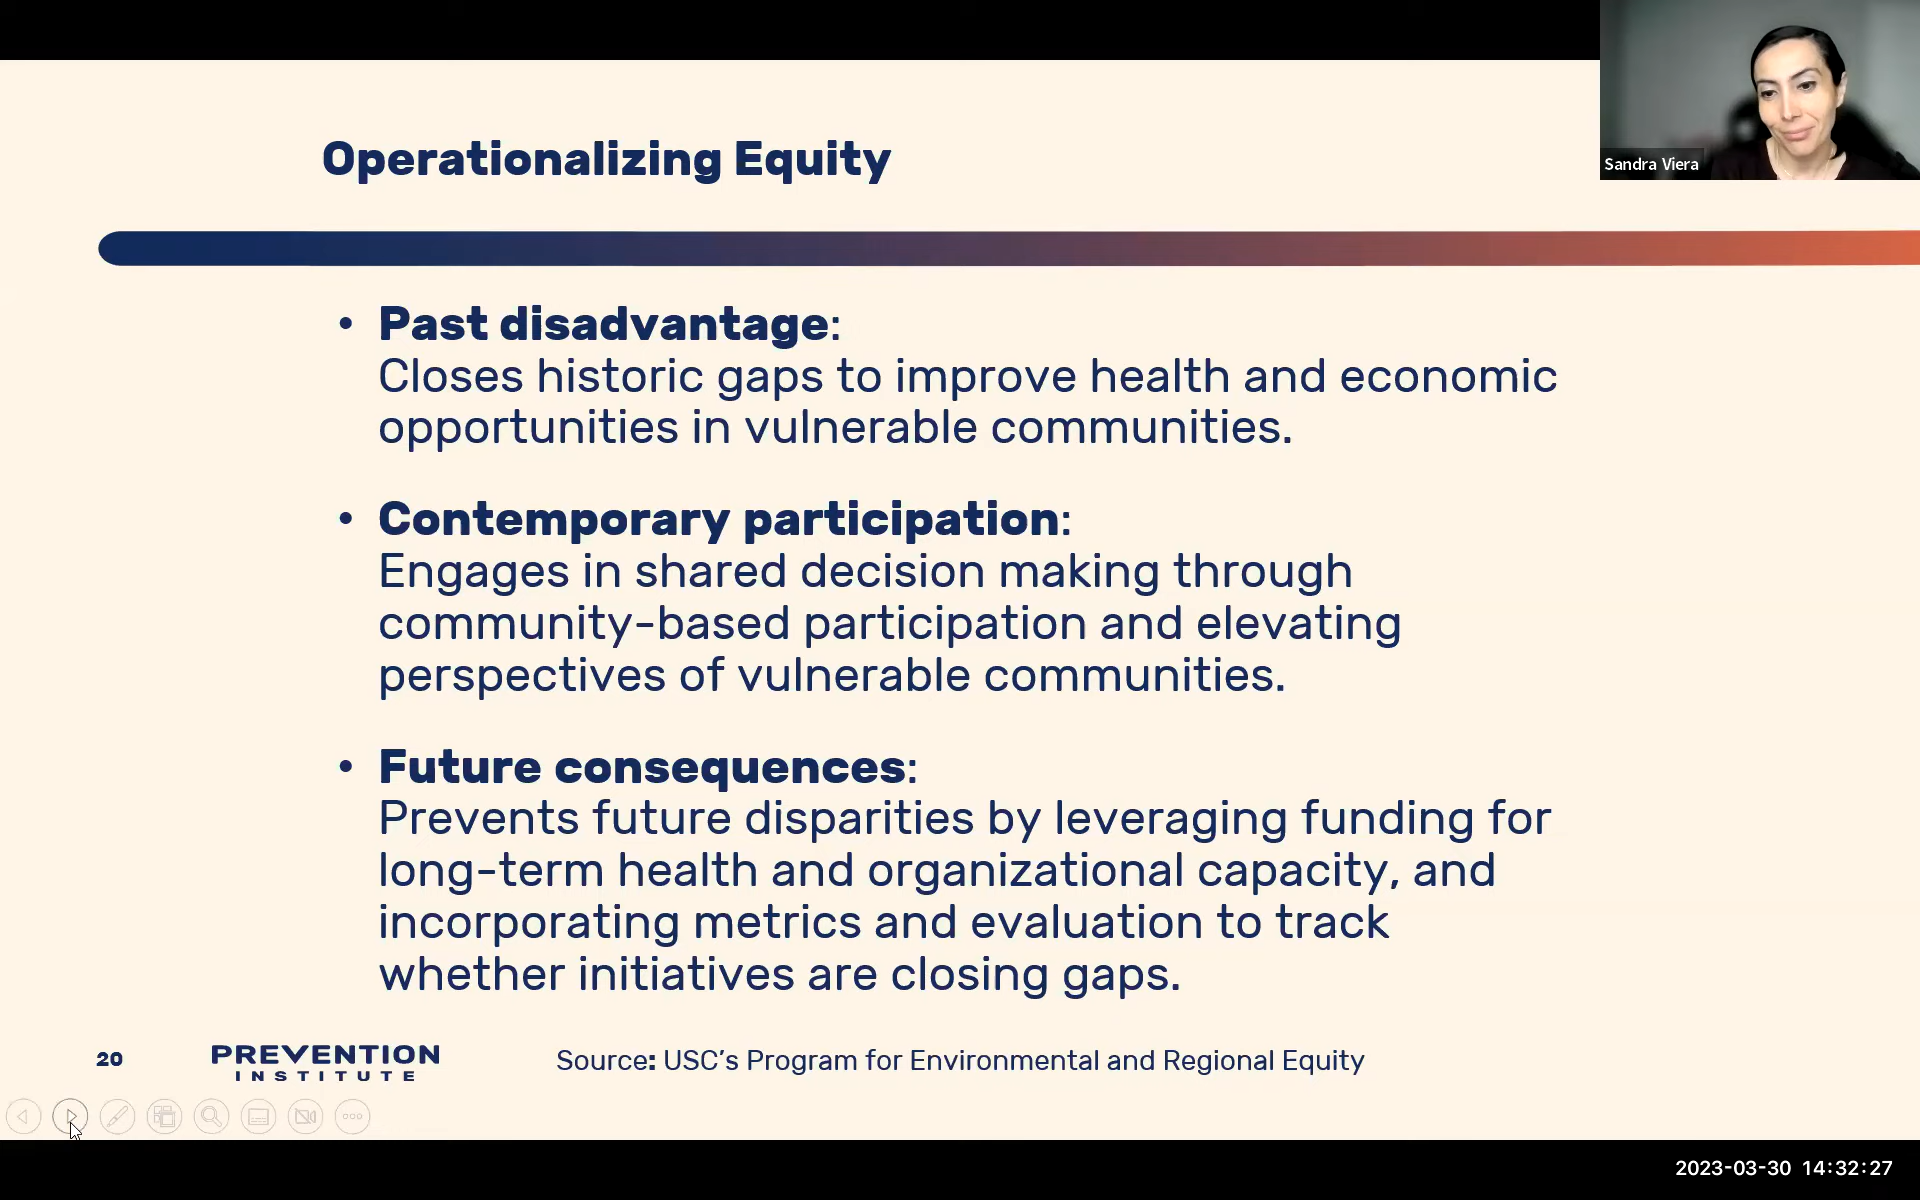 Operationalizing Equity
Sandra Viera
• Past disadvantage:
Closes historic gaps to improve health and economic
opportunities in vulnerable communities.
• Contemporary participation:
Engages in shared decision making through
community-based participation and elevating
perspectives of vulnerable communities.
• Future consequences:
Prevents future disparities by leveraging funding for
long-term health and organizational capacity, and
incorporating metrics and evaluation to track
whether initiatives are closing gaps.
20
PREVENTION
INSTITUTE
Source: USC’s Program for Environmental and Regional Equity
2023-03-30 14:32:27